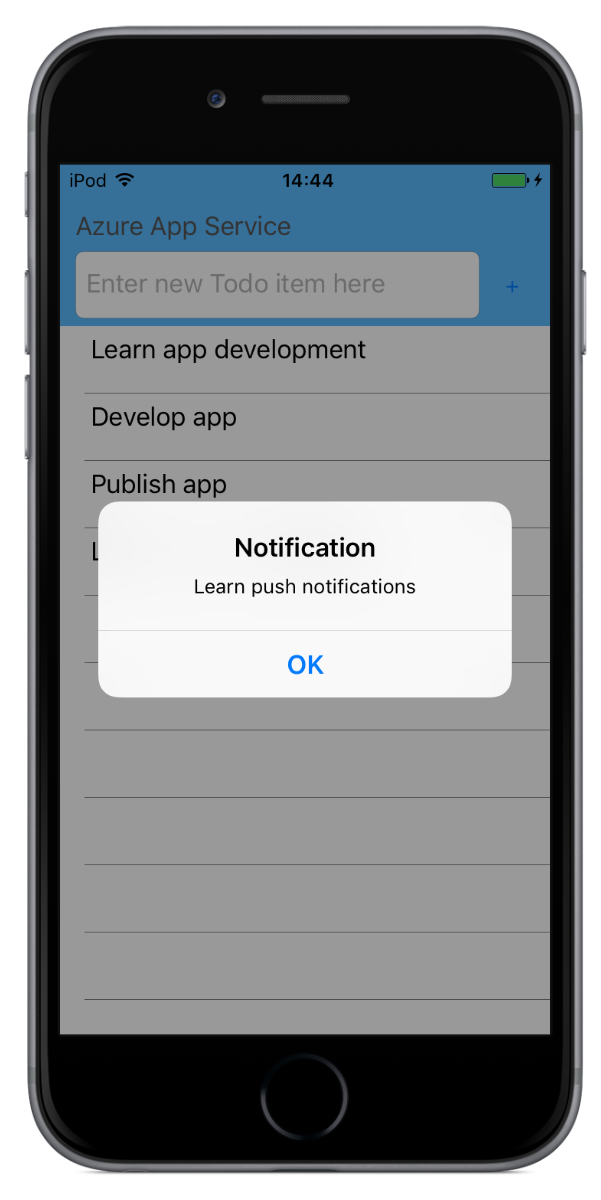 iPod 14:44
Azure App Service
Enter new Todo item here +
Learn app development
Develop app
Publish app
Notification
Learn push notifications
OK